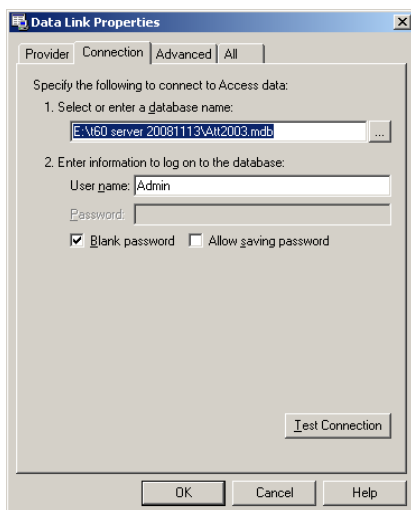 Data Link Properties
Provider Connection Advanced All
Specify the following to connect to Access data:
1. Select or enter a database name:
E:\t60 server 20081113\Att2003.mdb ...
2. Enter information to log on to the database:
User name: Admin
Password:
Blank password Allow saving password
Test Connection
OK Cancel Help